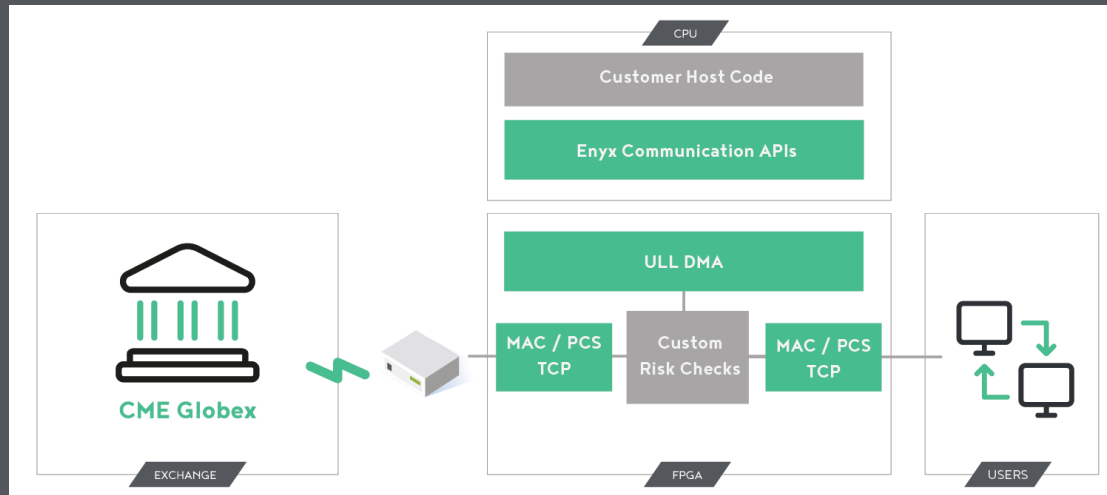 CPU
Customer Host Code
Enyx Communication APIs
ULL DMA
MAC / PCS
TCP
Custom
Risk Checks
MAC / PCS
TCP
CME Globex
EXCHANGE
FPGA
USERS